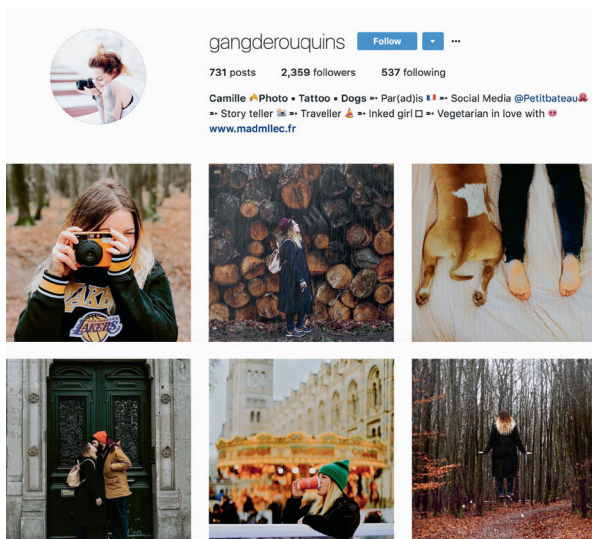 gangderouquins Follow
731 posts 2,359 followers 537 following
Camille 🔥Photo • Tattoo • Dogs ➳ Par(ad)is 🇫🇷 ➳ Social Media @Petitbateau🐙
➳ Story teller 📷 ➳ Traveller ⛵ ➳ Inked girl □ ➳ Vegetarian in love with 🐽
www.madmllec.fr
LAKERS